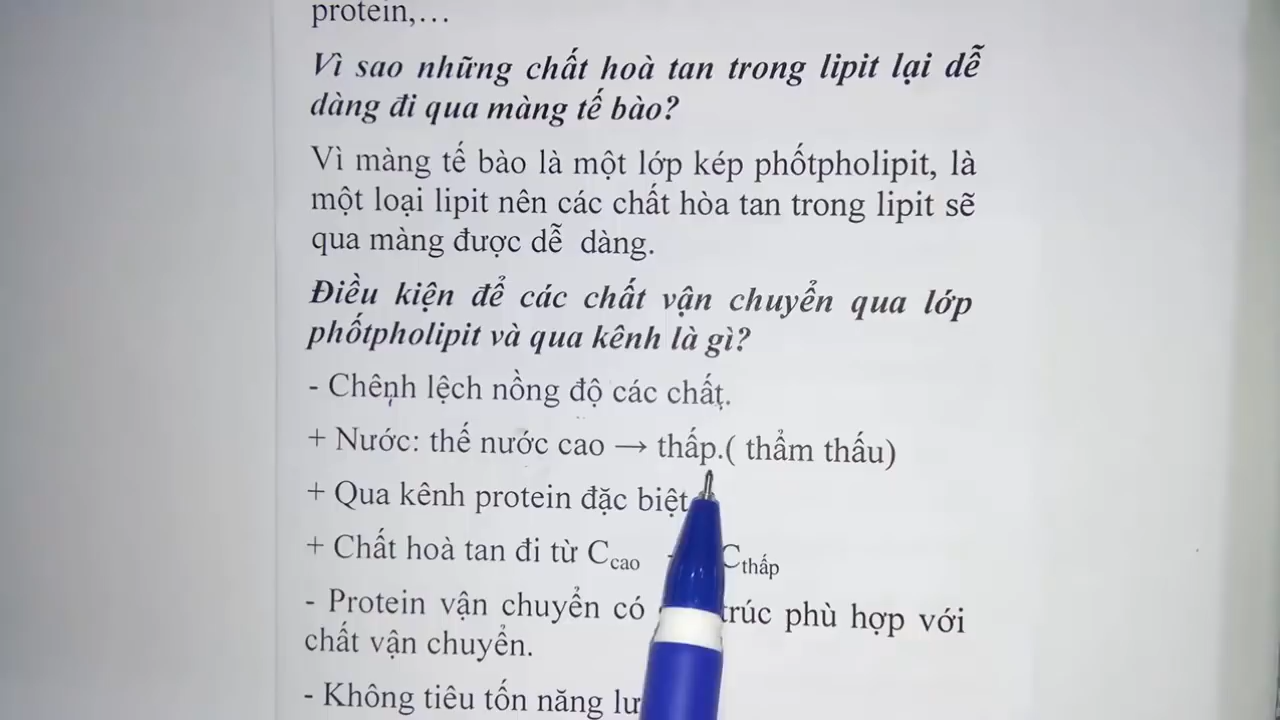 protein,…
Vì sao những chất hoà tan trong lipit lại dễ
dàng đi qua màng tế bào?
Vì màng tế bào là một lớp kép phốtpholipit, là
một loại lipit nên các chất hòa tan trong lipit sẽ
qua màng được dễ dàng.
Điều kiện để các chất vận chuyển qua lớp
phốtpholipit và qua kênh là gì?
- Chênh lệch nồng độ các chất.
+ Nước: thế nước cao → thấp.( thẩm thấu)
+ Qua kênh protein đặc biệt
+ Chất hoà tan đi từ Ccao Cthấp
- Protein vận chuyển có trúc phù hợp với
chất vận chuyển.
- Không tiêu tốn năng